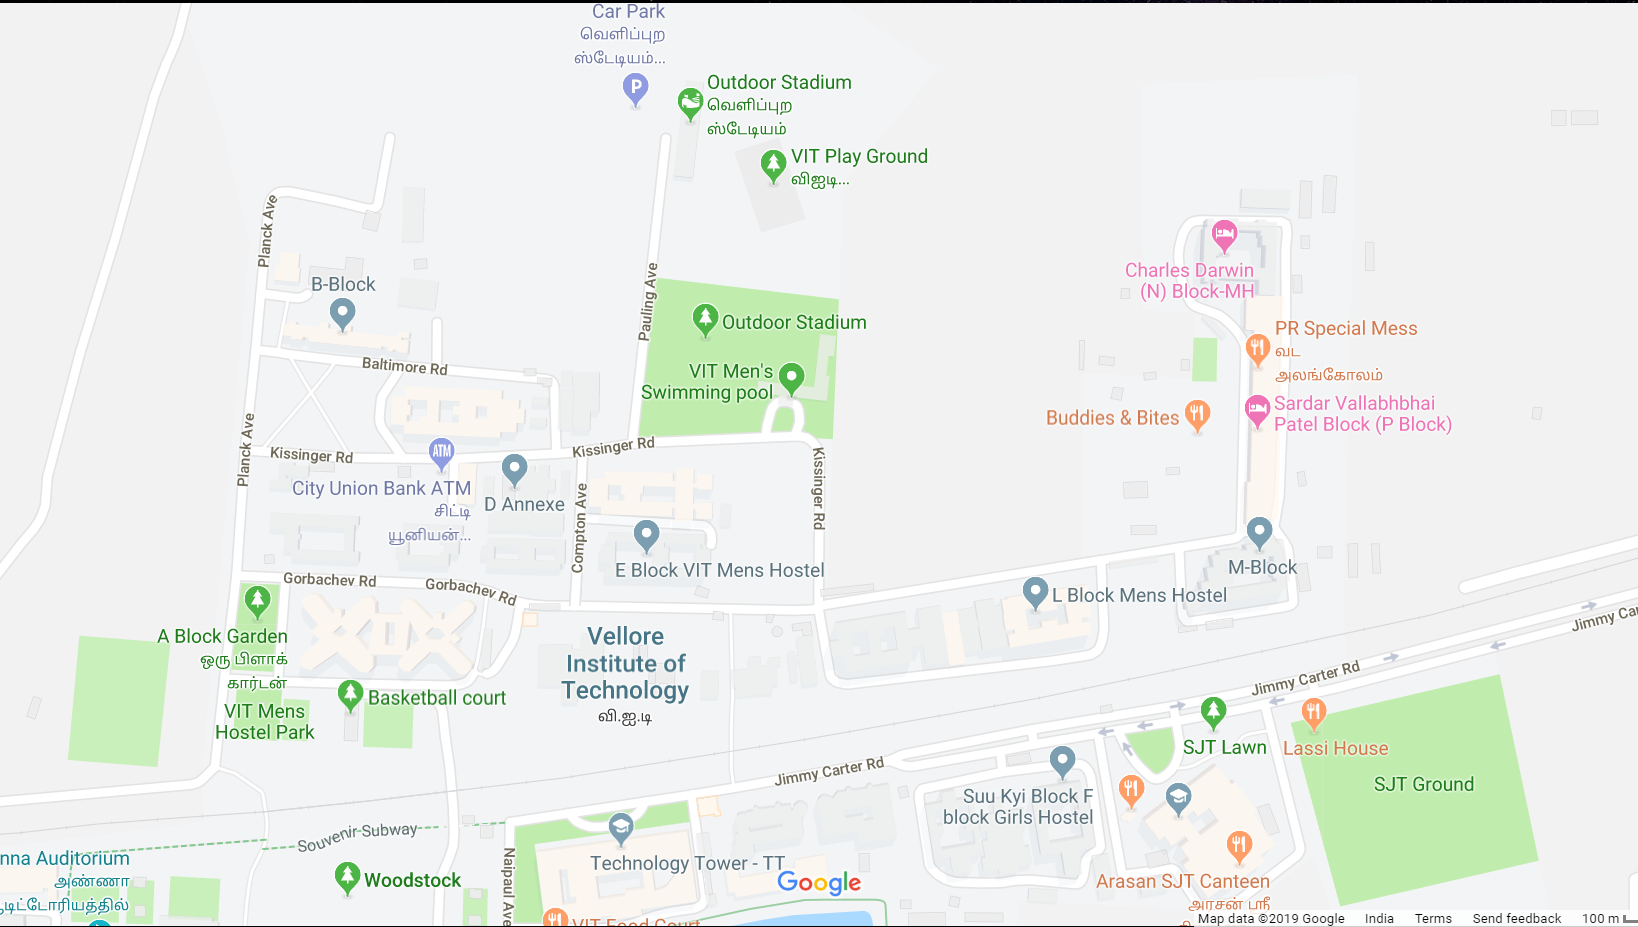 Car Park
வெளிப்புற
ஸ்டேடியம்...
P
Outdoor Stadium
வெளிப்புற
ஸ்டேடியம்
VIT Play Ground
விஐடி...
Planck Ave
Pauling Ave
B-Block
Outdoor Stadium
VIT Men's
Swimming pool
Baltimore Rd
Charles Darwin
(N) Block-MH
PR Special Mess
வட
அலங்கோலம்
Sardar Vallabhbhai
Patel Block (P Block)
Buddies & Bites
Planck Ave
Kissinger Rd
Kissinger Rd
Kissinger Rd
ATM
City Union Bank ATM
சிட்டி
யூனியன்...
D Annexe
Compton Ave
E Block VIT Mens Hostel
M-Block
L Block Mens Hostel
Gorbachev Rd
Gorbachev Rd
A Block Garden
ஒரு பிளாக்
கார்டன்
VIT Mens
Hostel Park
Basketball court
Vellore
Institute of
Technology
வி.ஐ.டி
Jimmy Carter Rd
Jimmy Ca
SJT Lawn
Lassi House
SJT Ground
Jimmy Carter Rd
Suu Kyi Block F
block Girls Hostel
Souvenir Subway
nna Auditorium
அண்ணா
டிட்டோரியத்தில்
Woodstock
Naipaul Ave
Technology Tower - TT
VIT Food Court
Google
Arasan SJT Canteen
அரசன் ஸ்ரீ
Map data ©2019 Google India Terms Send feedback 100 m